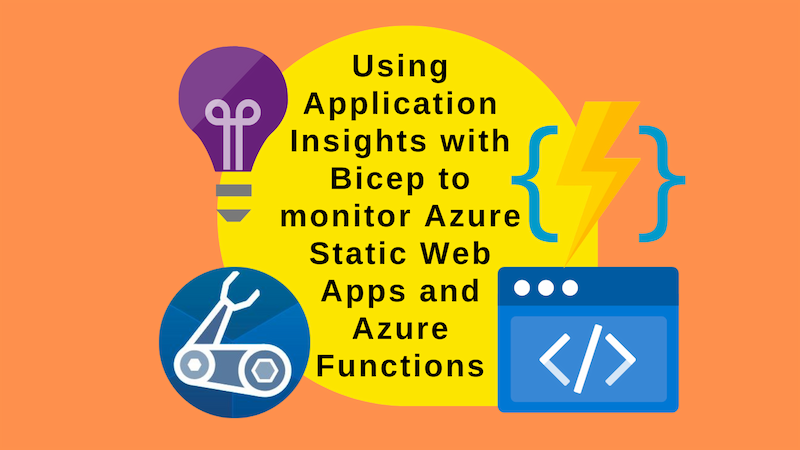 Using
Application
Insights with
Bicep to
monitor Azure
Static Web
Apps and
Azure
Functions